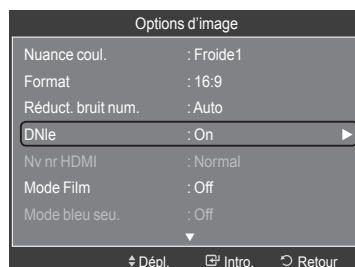 Options d’image
Nuance coul. : Froide1
Format : 16:9
Réduct. bruit num. : Auto
DNIe : On
Nv nr HDMI : Normal
Mode Film : Off
Mode bleu seu. : Off
Dépl. Intro. Retour